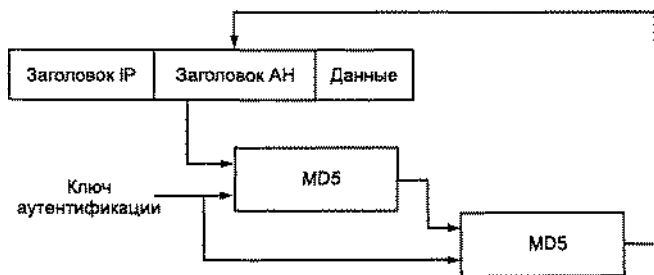 Заголовок IP
Заголовок AH
Данные
MD5
Ключ
аутентификации
MD5